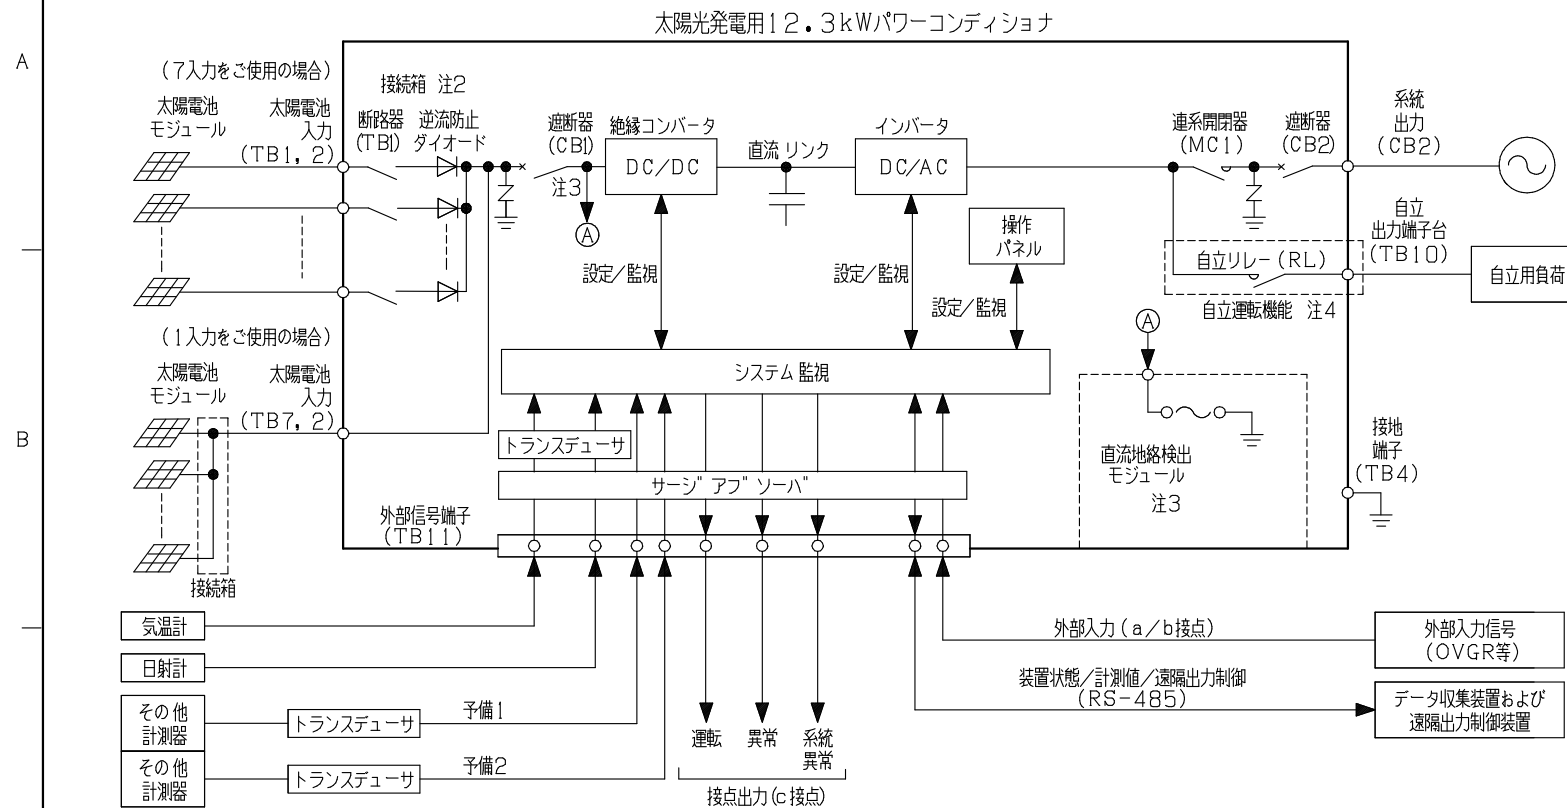 太陽光発電用12.3kWパワーコンディショナ
A
(7入力をご使用の場合)
太陽電池
モジュール
太陽電池
入力
(TB1, 2)
接続箱 注2
断路器
(TB1)
逆流防止
ダイオード
遮断器
(CB1)
注3
絶縁コンバータ
DC/DC
直流リンク
インバータ
DC/AC
連系開閉器
(MC1)
遮断器
(CB2)
系統
出力
(CB2)
A
設定/監視
設定/監視
操作
パネル
設定/監視
自立リレー(RL)
自立運転機能 注4
自立
出力端子台
(TB10)
自立用負荷
(1入力をご使用の場合)
太陽電池
モジュール
太陽電池
入力
(TB7, 2)
接続箱
B
システム監視
トランスデューサ
サージアブソーバ
A
直流地絡検出
モジュール
注3
接地
端子
(TB4)
外部信号端子
(TB11)
気温計
日射計
その他
計測器
トランスデューサ
予備1
その他
計測器
トランスデューサ
予備2
運転
異常
系統
異常
接点出力(c接点)
外部入力(a/b接点)
外部入力信号
(OVGR等)
装置状態/計測値/遠隔出力制御
(RS-485)
データ収集装置および
遠隔出力制御装置